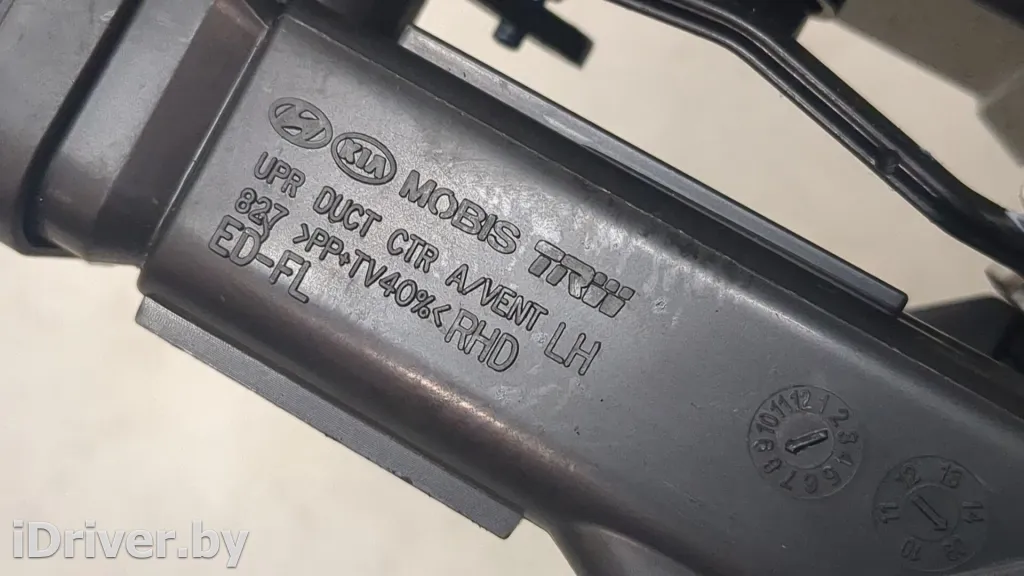 KIA MOBIS TRW
UPR DUCT CTR A/VENT LH
827 >PP+TV40%< RHD
ED-FL
10 11 12 1 2 3 4 5 6 7 8 9
11 12 13 14
10
iDriver.by